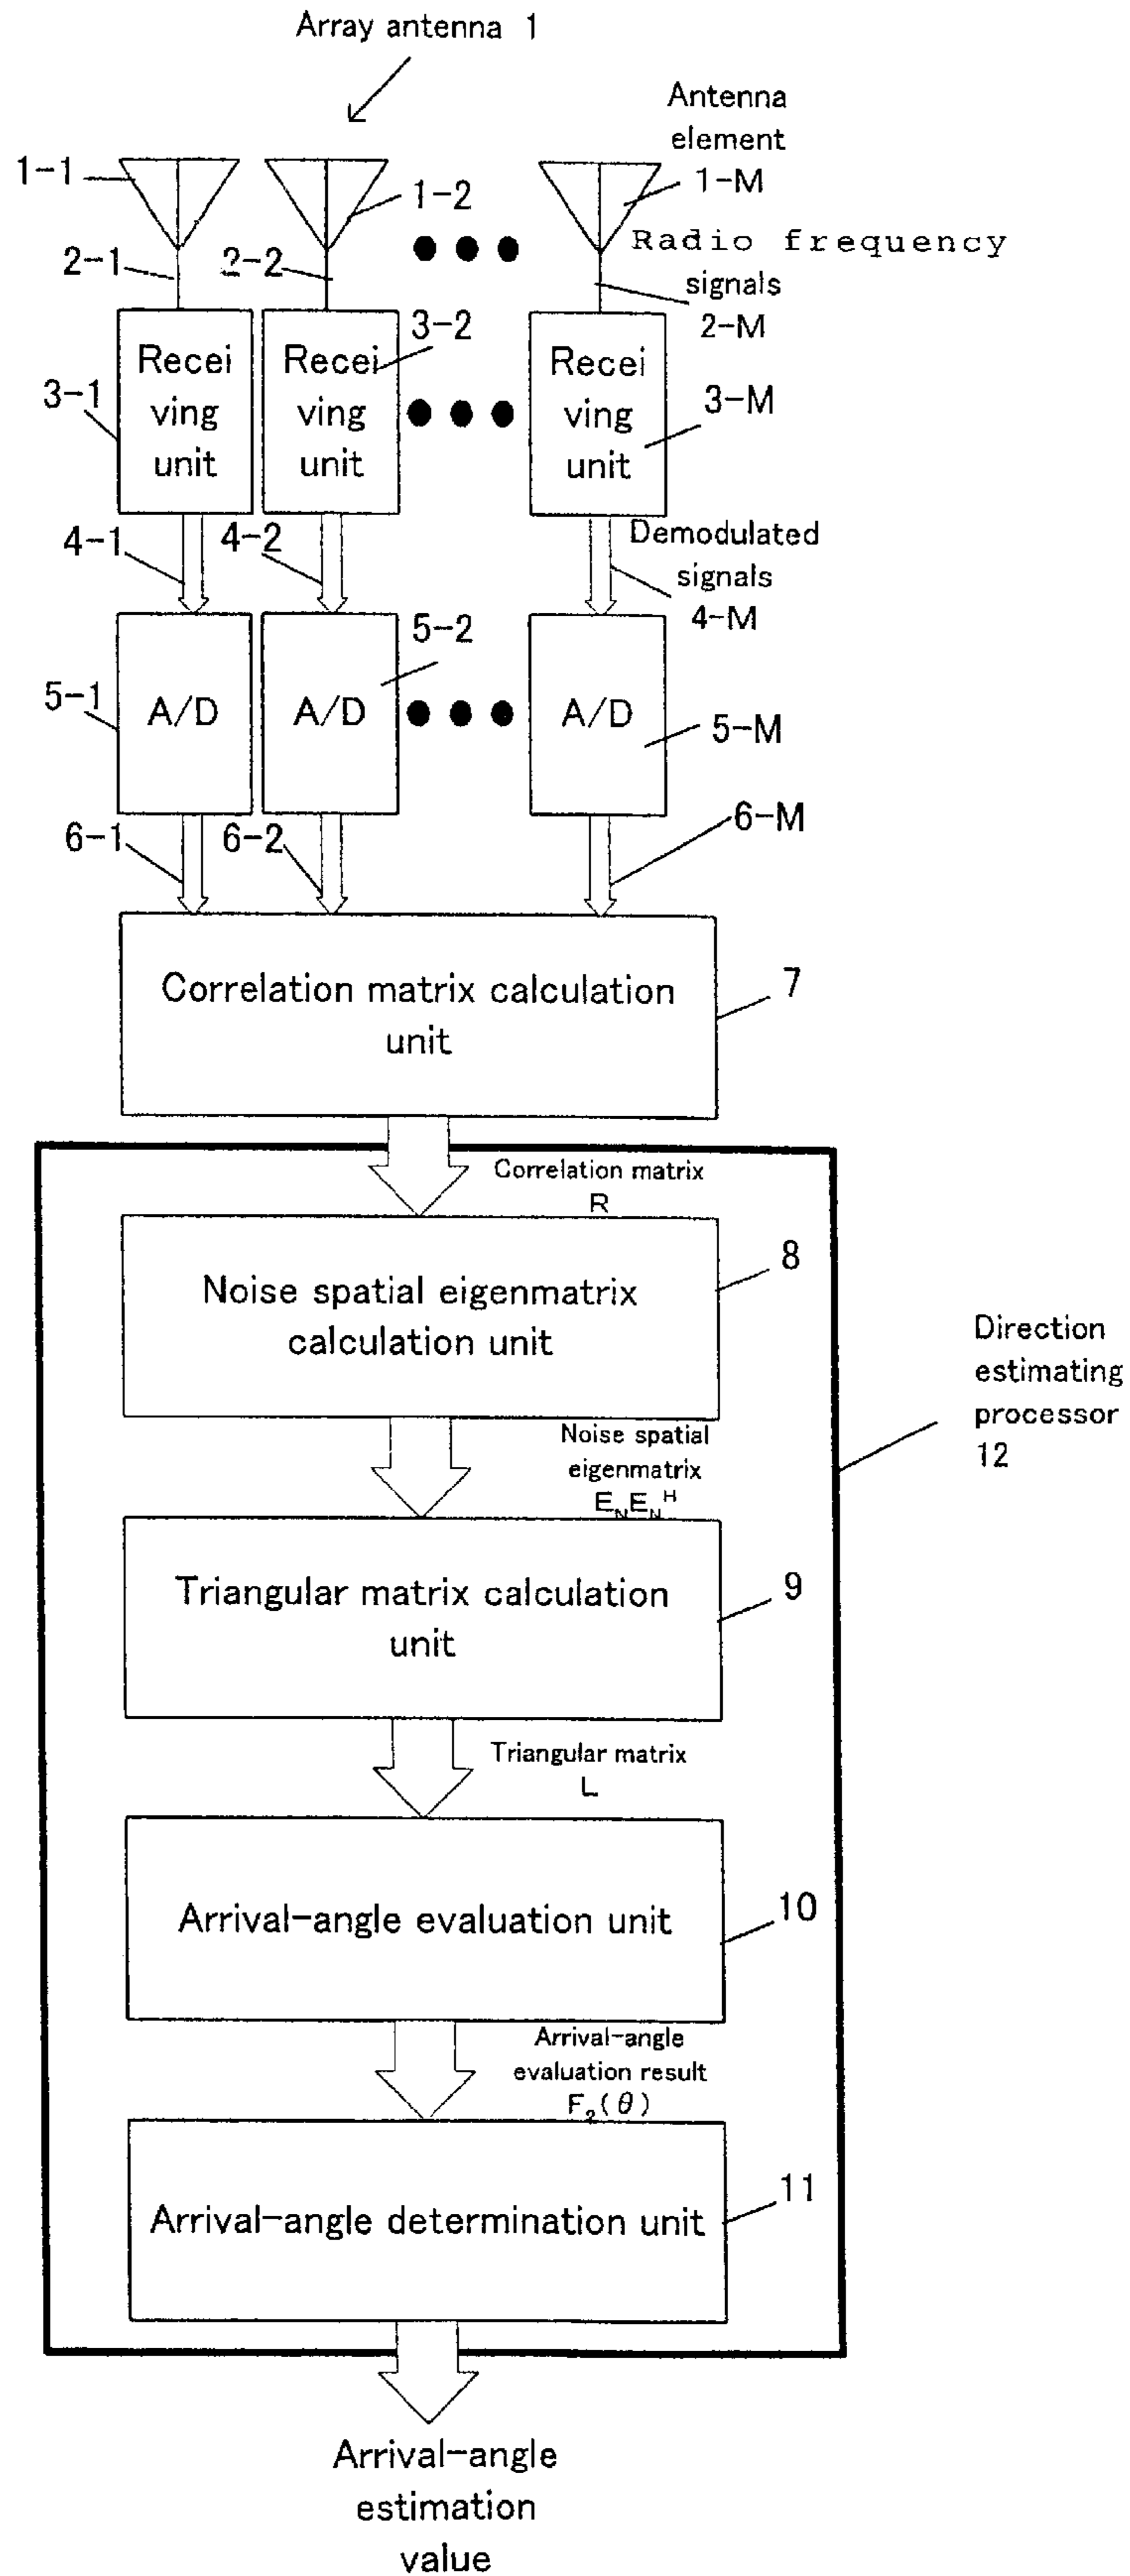 Array antenna 1
Antenna
element
1-M
1-1
1-2
Radio frequency
signals
2-M
2-1
2-2
Recei
ving
unit
3-1
Recei
ving
unit
3-2
Recei
ving
unit
3-M
4-1
4-2
Demodulated
signals
4-M
5-1
A/D
5-2
A/D
A/D
5-M
6-1
6-2
6-M
Correlation matrix calculation
unit
7
Correlation matrix
R
Noise spatial eigenmatrix
calculation unit
8
Direction
estimating
processor
12
Noise spatial
eigenmatrix
E_N E_N^H
Triangular matrix calculation
unit
9
Triangular matrix
L
Arrival-angle evaluation unit
10
Arrival-angle
evaluation result
F₂(θ)
Arrival-angle determination unit
11
Arrival-angle
estimation
value